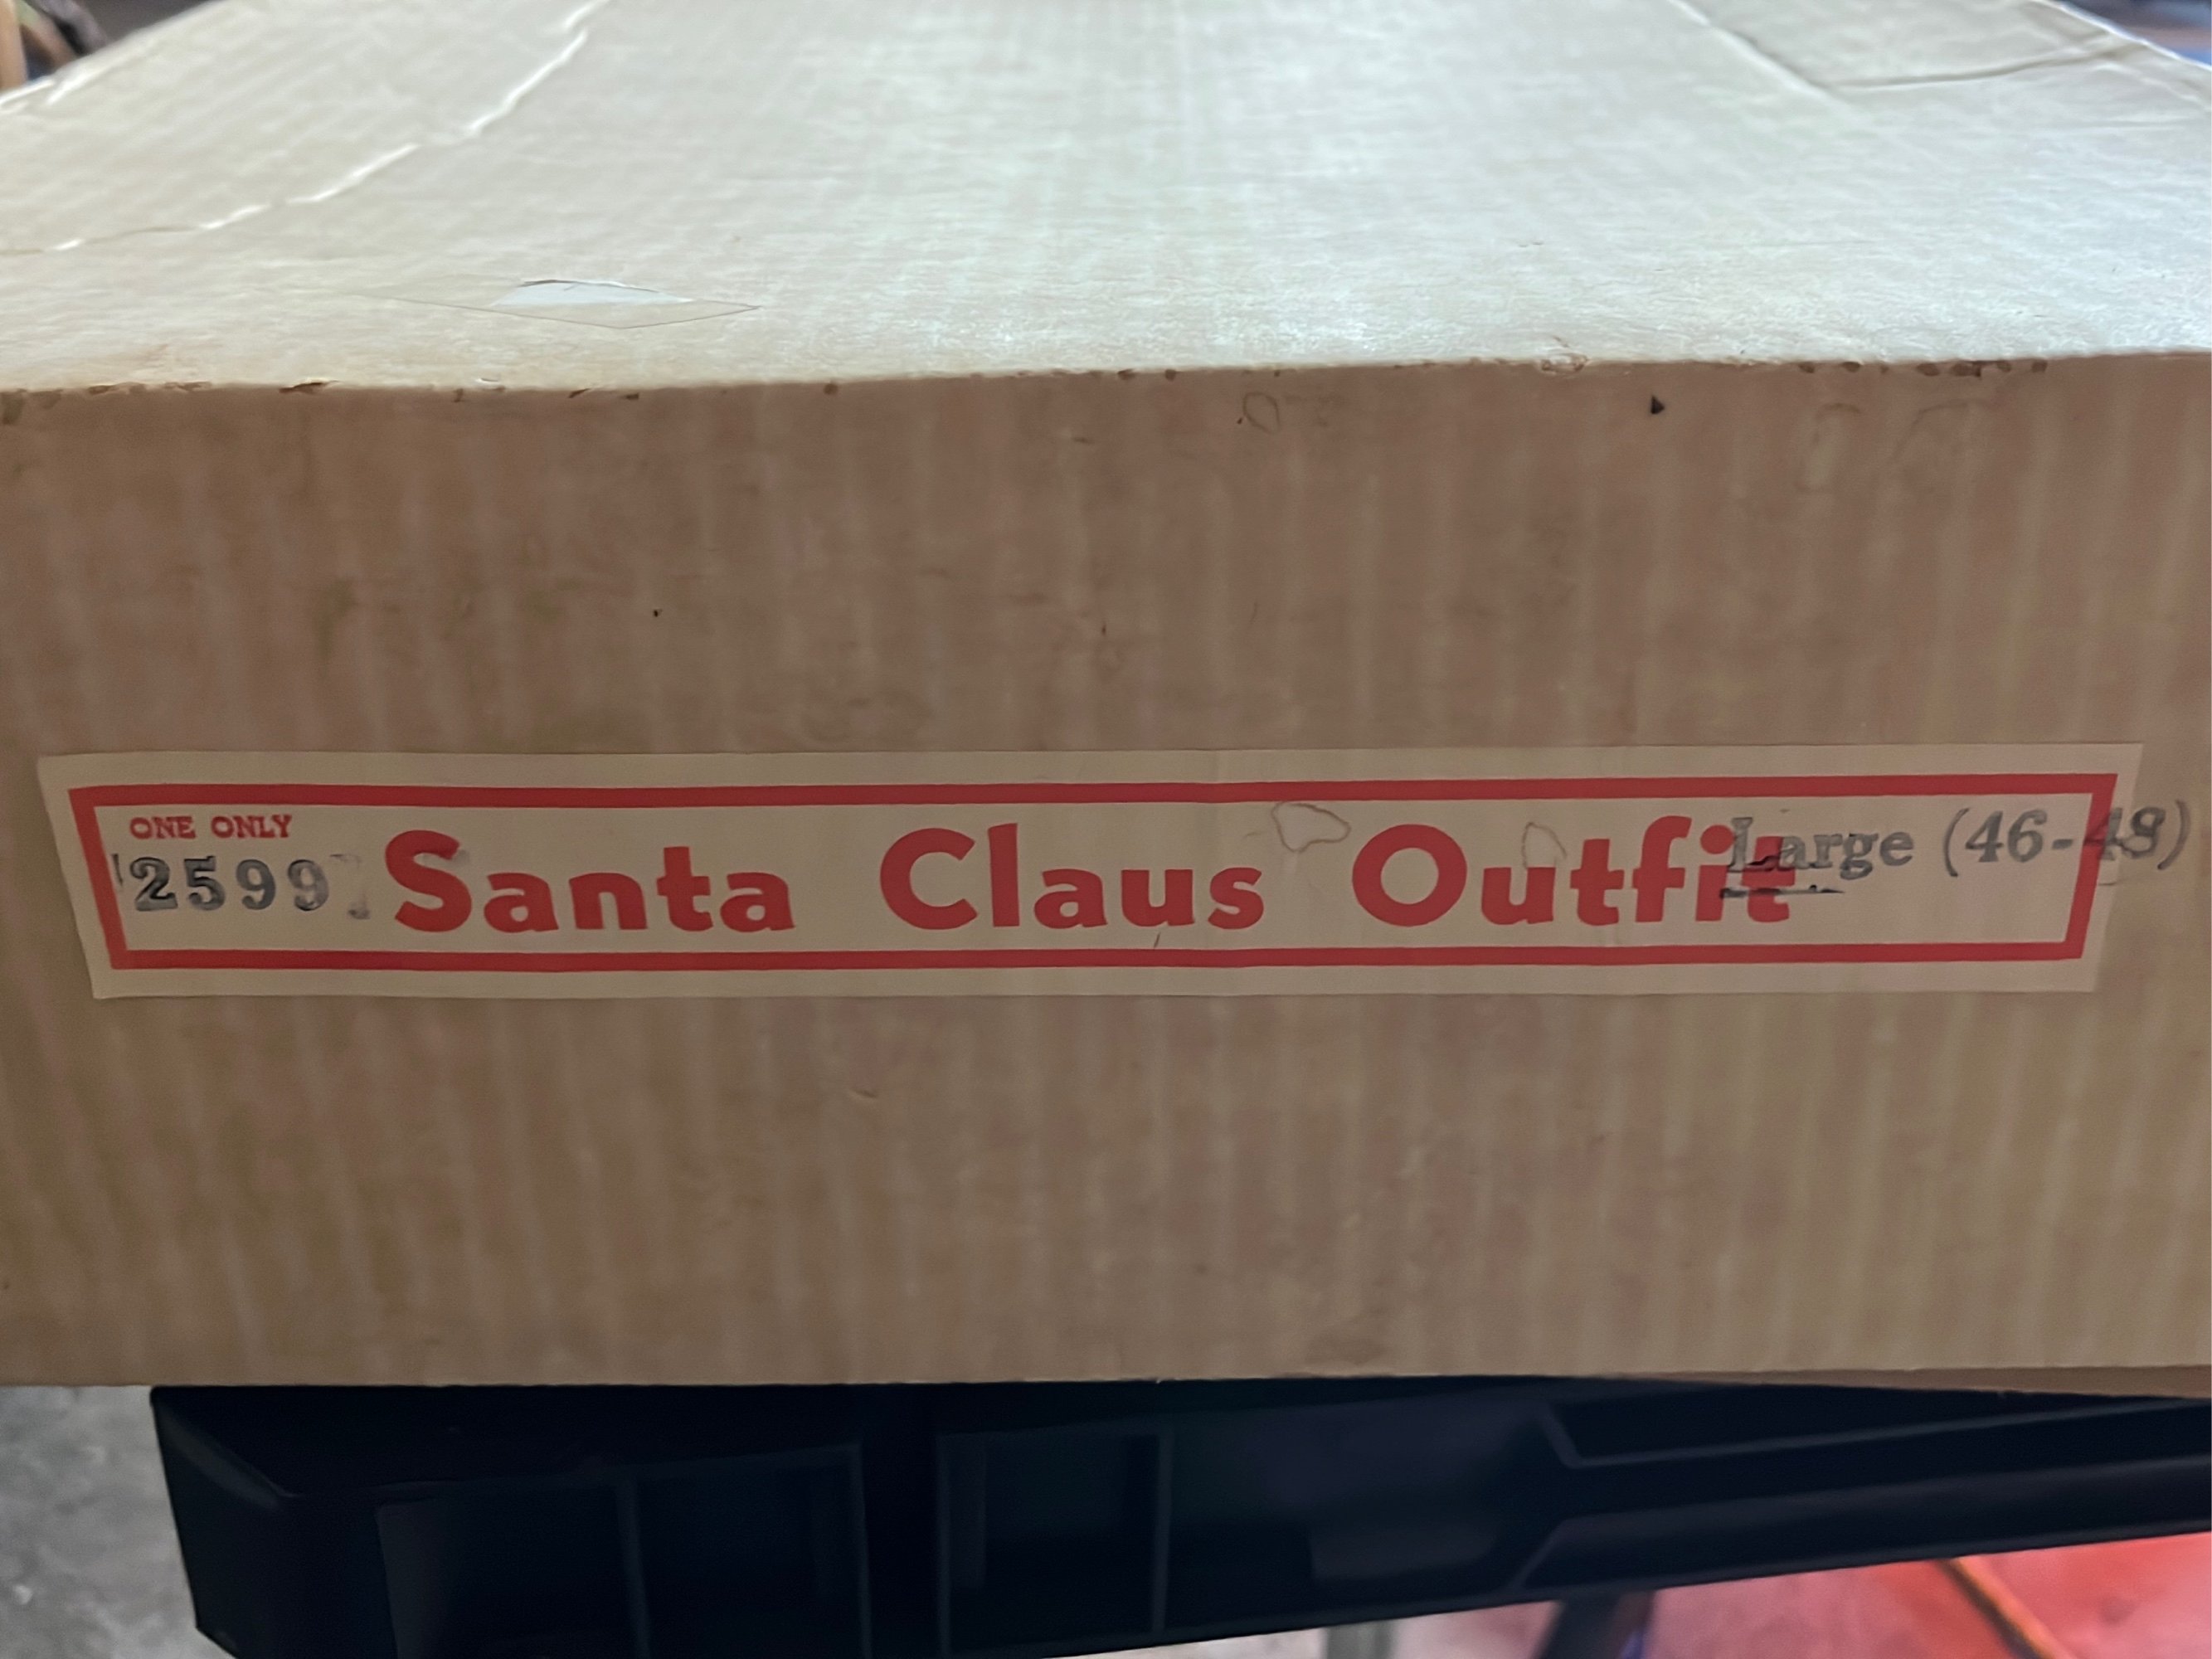 ONE ONLY
2599 Santa Claus Outfit Large (46-48)